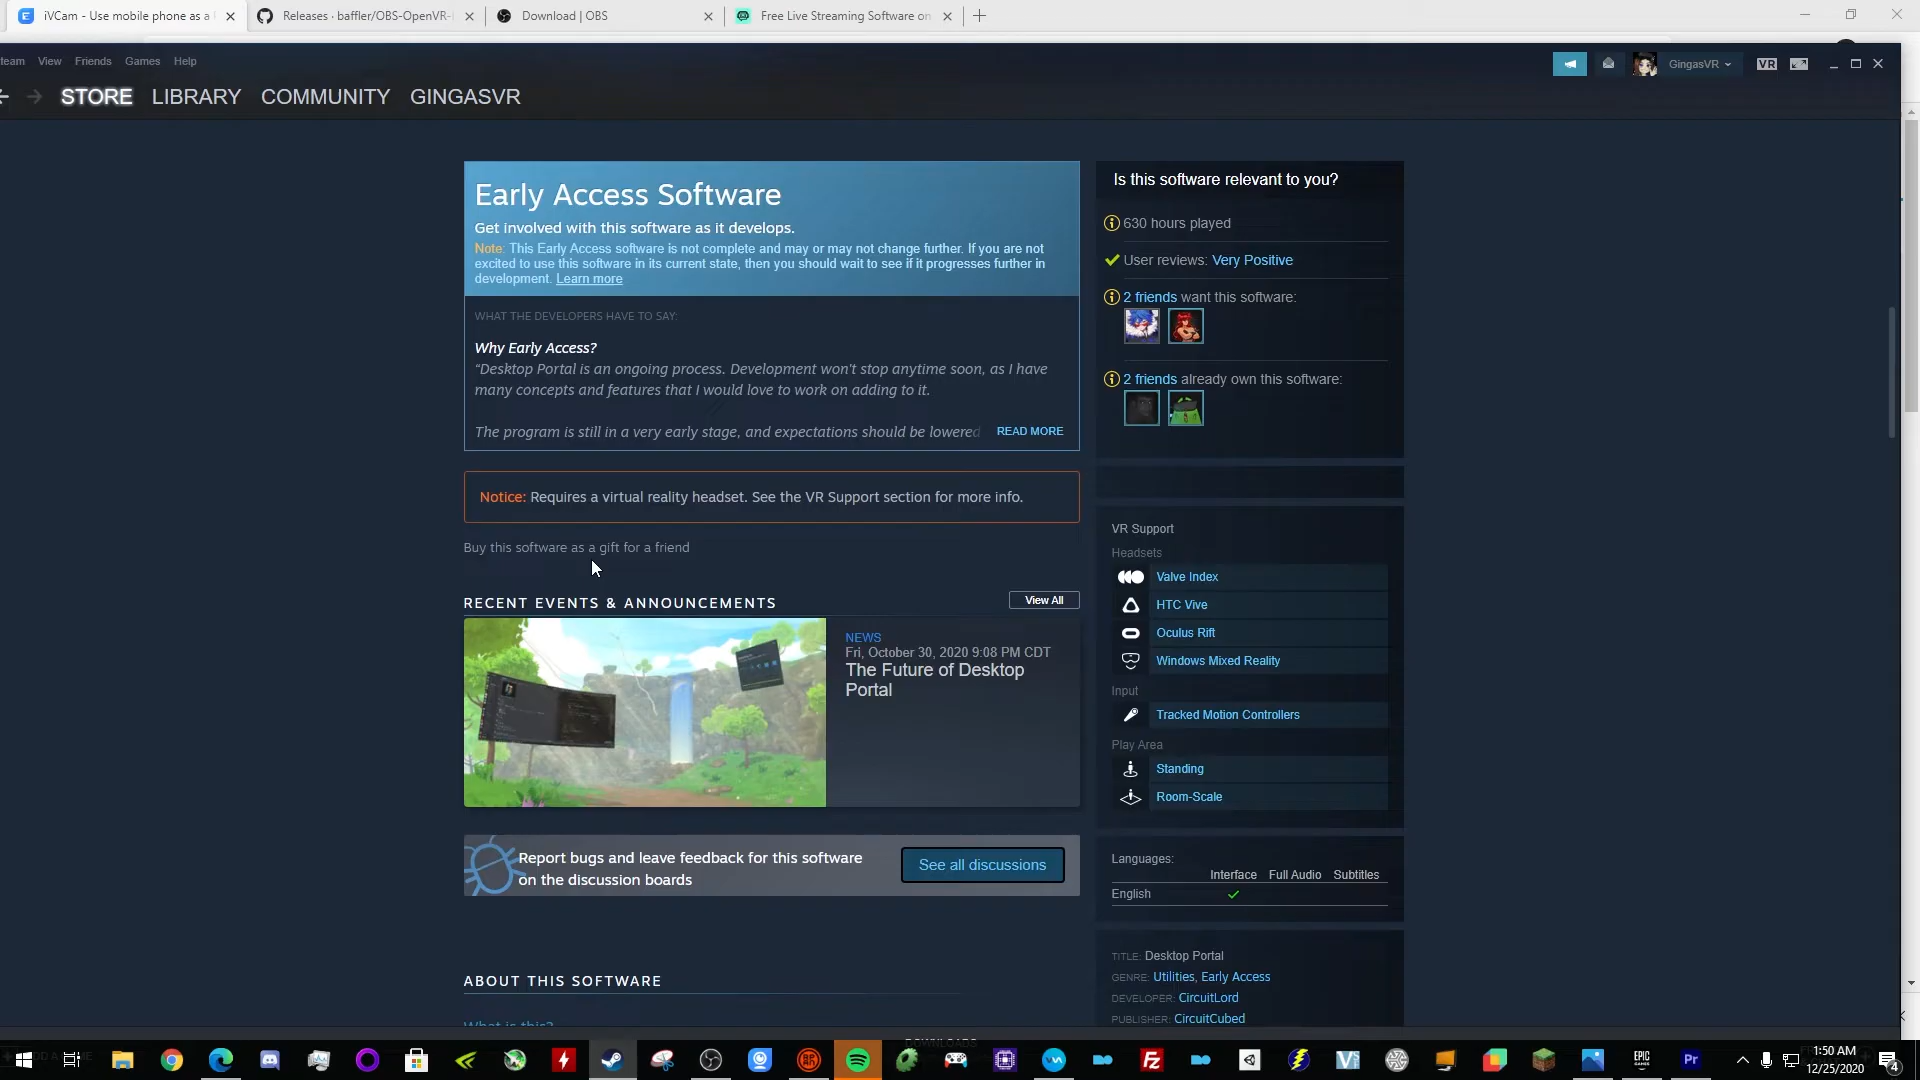 iVCam - Use mobile phone as a
Releases · baffler/OBS-OpenVR-
Download | OBS
Free Live Streaming Software on
team View Friends Games Help
GingasVR
VR
STORE LIBRARY COMMUNITY GINGASVR
Early Access Software
Get involved with this software as it develops.
Note: This Early Access software is not complete and may or may not change further. If you are not
excited to use this software in its current state, then you should wait to see if it progresses further in
development. Learn more
WHAT THE DEVELOPERS HAVE TO SAY:
Why Early Access?
“Desktop Portal is an ongoing process. Development won't stop anytime soon, as I have
many concepts and features that I would love to work on adding to it.
The program is still in a very early stage, and expectations should be lowered
READ MORE
Notice: Requires a virtual reality headset. See the VR Support section for more info.
Buy this software as a gift for a friend
RECENT EVENTS & ANNOUNCEMENTS
View All
NEWS
Fri, October 30, 2020 9:08 PM CDT
The Future of Desktop
Portal
Report bugs and leave feedback for this software
on the discussion boards
See all discussions
ABOUT THIS SOFTWARE
What is this?
Is this software relevant to you?
630 hours played
User reviews: Very Positive
2 friends want this software:
2 friends already own this software:
VR Support
Headsets
Valve Index
HTC Vive
Oculus Rift
Windows Mixed Reality
Input
Tracked Motion Controllers
Play Area
Standing
Room-Scale
Languages:
Interface Full Audio Subtitles
English
TITLE: Desktop Portal
GENRE: Utilities, Early Access
DEVELOPER: CircuitLord
PUBLISHER: CircuitCubed
DOWNLOADS
EPIC
GAMES
Pr
1:50 AM
12/25/2020
4